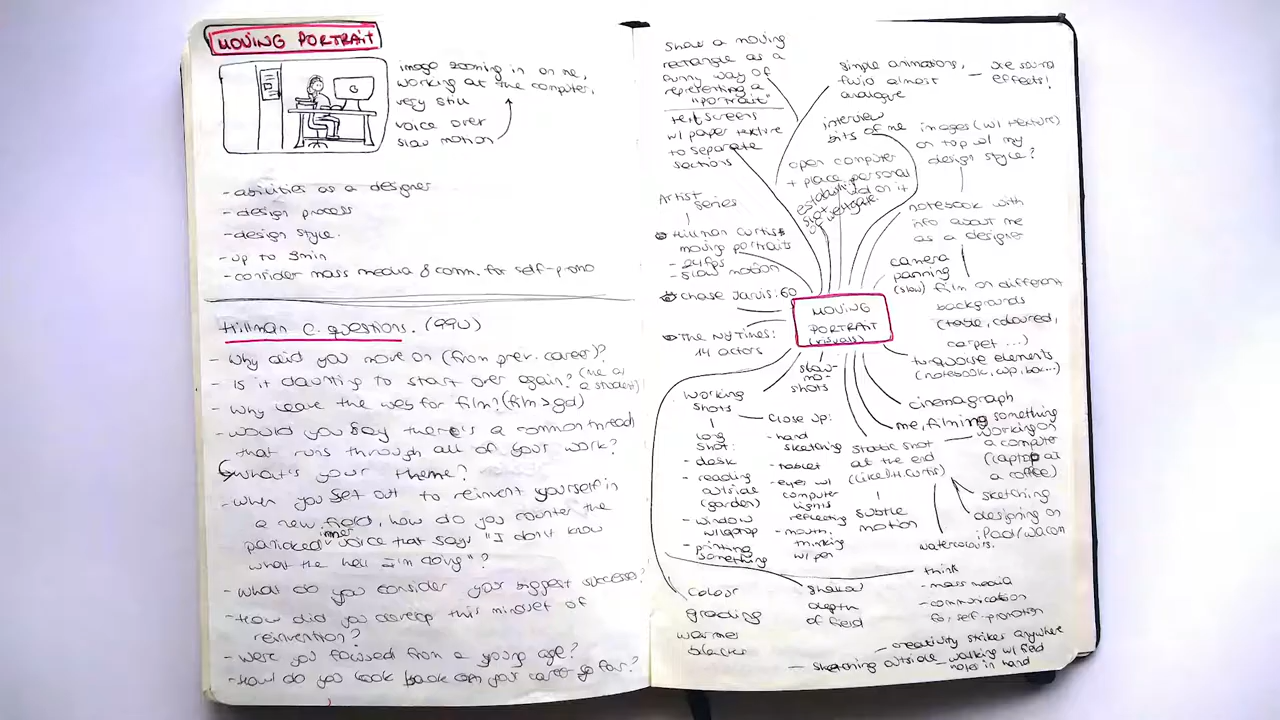 MOVING PORTRAIT
image zooming in on me,
working at the computer,
very still
voice over
slow motion
- abilities as a designer
- design process
- design style.
- up to 3min
- consider mass media & comm. for self-promo
Hillman C. questions. (99U)
- Why did you move on (from prev. career)?
- Is it daunting to start over again? (me as
a student)
- Why leave the web for film? (film > gd)
- would you say there's a common thread
that runs through all of your work?
what's your theme?
- when you set out to reinvent yourself in
a new field, how do you counter the
panicked inner voice that says "I don't know
what the hell I'm doing"?
- what do you consider your biggest success?
- How did you develop this mindset of
reinvention?
- were you focused from a young age?
- How do you look back on your career so far?
Show a moving
rectangle as a
funny way of
representing a
"portrait"
text screens
w/ paper texture
to separate
sections
simple animations,
fluid almost
analogue
use sound
effects!
interview
bits of me
images (w/ texture)
on top w/ my
design style?
open computer
+ place personal
vid on it
establishing
shot
notebook with
info about me
as a designer
Artist
series
Hillman Curtis
moving portraits
- 24fps
- Slow motion
Chase Jarvis: 60
The NY Times:
14 actors
MOVING
PORTRAIT
(visuals)
camera
panning
(slow)
film on different
backgrounds
(table, coloured,
carpet ...)
turquoise elements
(notebook, cup, bag...)
cinemagraph
me, filming something
slow-
mo-
shots
working
shots
long
shot:
- desk
- reading
outside
(garden)
- window
w/ laptop
- printing
something
close up:
- hand
sketching
- tablet
- eyes w/
computer
lights
reflecting
- mouth:
thinking
w/ pen
static shot
at the end
(like H. Curtis)
subtle
motion
working on
a computer
(laptop at
a coffee)
sketching
designing on
iPad/wacom
watercolours.
colour
grading
warmer
blacks
shallow
depth
of field
think
- mass media
- communication
for self-promotion
- creativity strikes anywhere
- sketching outside
- walking w/
notes in hand